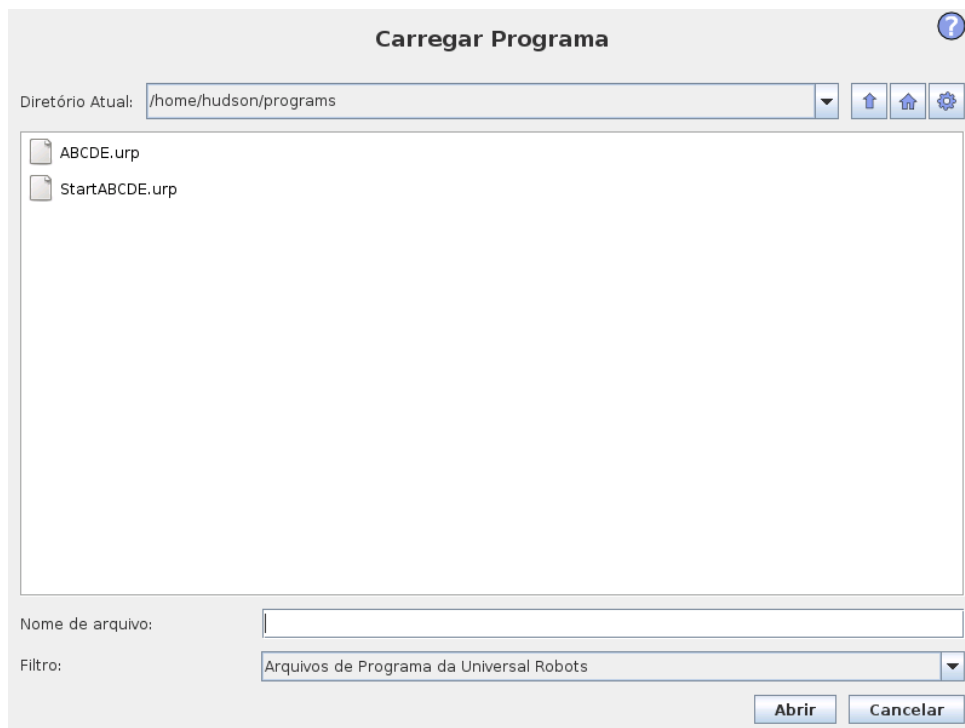 Carregar Programa
?
Diretório Atual: /home/hudson/programs
ABCDE.urp
StartABCDE.urp
Nome de arquivo:
Filtro: Arquivos de Programa da Universal Robots
Abrir Cancelar